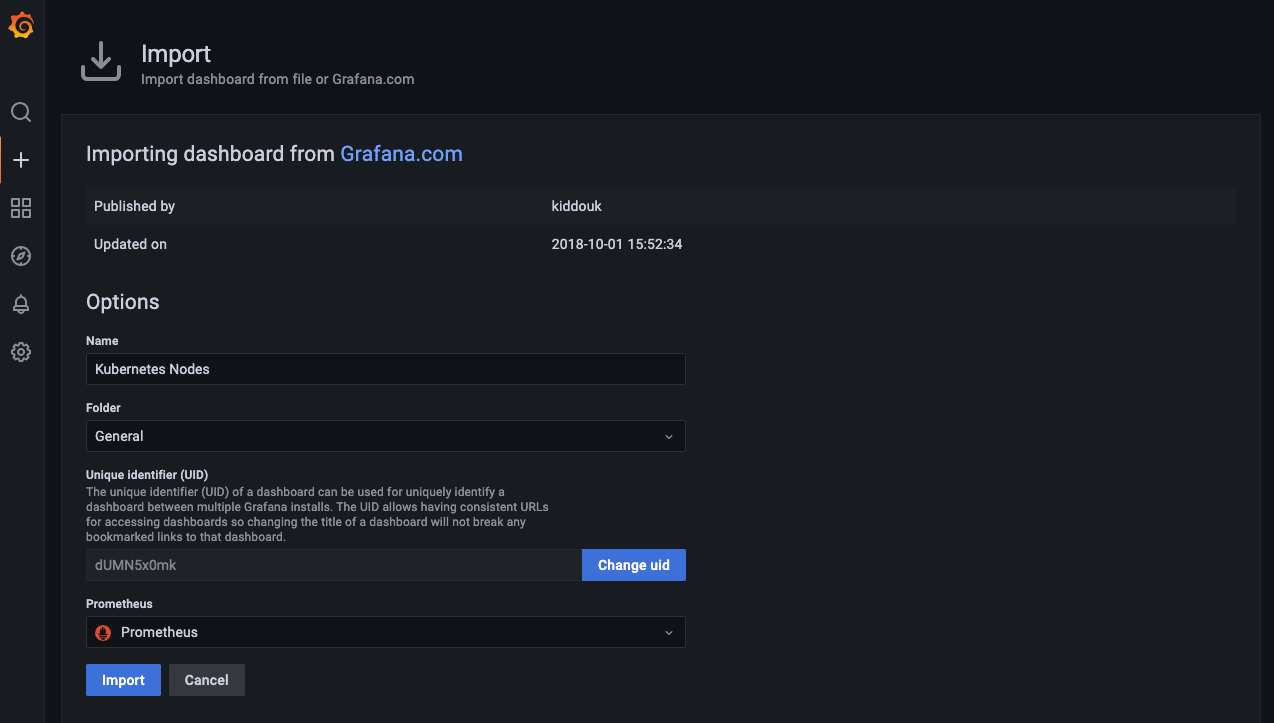 Import
Import dashboard from file or Grafana.com
Importing dashboard from Grafana.com
Published by kiddouk
Updated on 2018-10-01 15:52:34
Options
Name
Kubernetes Nodes
Folder
General
Unique identifier (UID)
The unique identifier (UID) of a dashboard can be used for uniquely identify a
dashboard between multiple Grafana installs. The UID allows having consistent URLs
for accessing dashboards so changing the title of a dashboard will not break any
bookmarked links to that dashboard.
dUMN5x0mk Change uid
Prometheus
Prometheus
Import Cancel